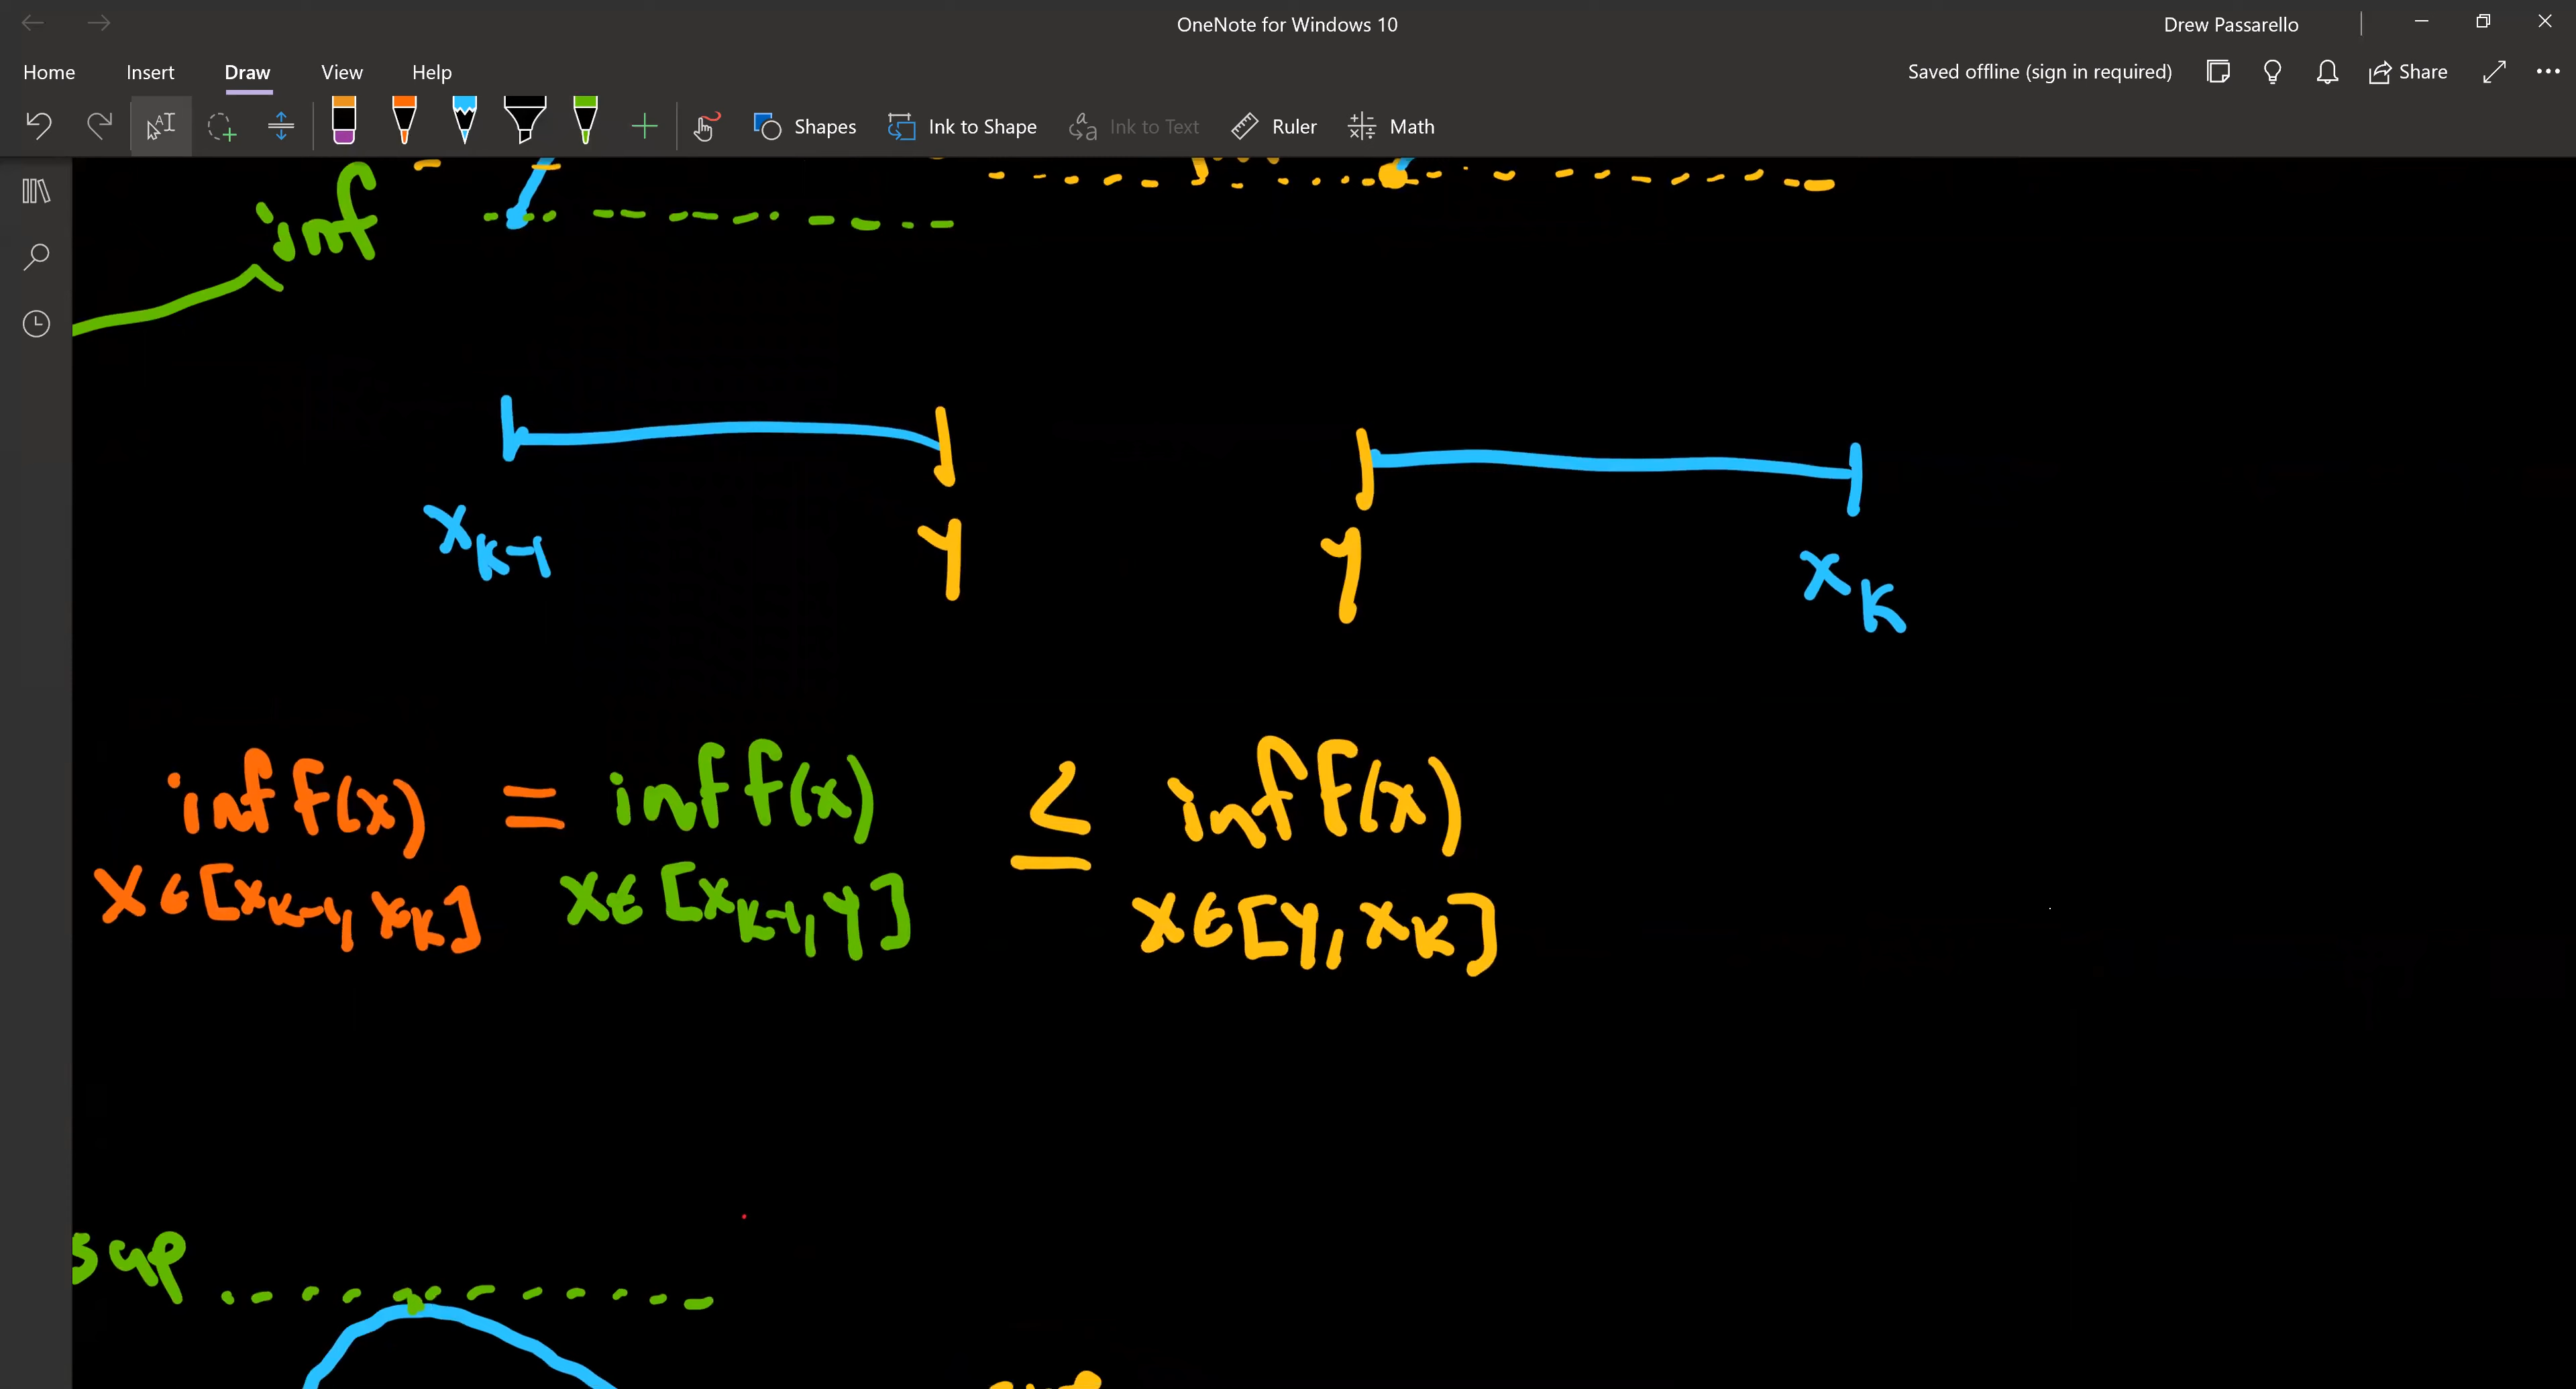 OneNote for Windows 10
Drew Passarello
Home Insert Draw View Help
Saved offline (sign in required) Share
Shapes Ink to Shape Ink to Text Ruler Math
inf
x_{k-1} y y x_k
inf f(x) = inf f(x) ≤ inf f(x)
x∈[x_{k-1}, x_k] x∈[x_{k-1}, y] x∈[y, x_k]
sup